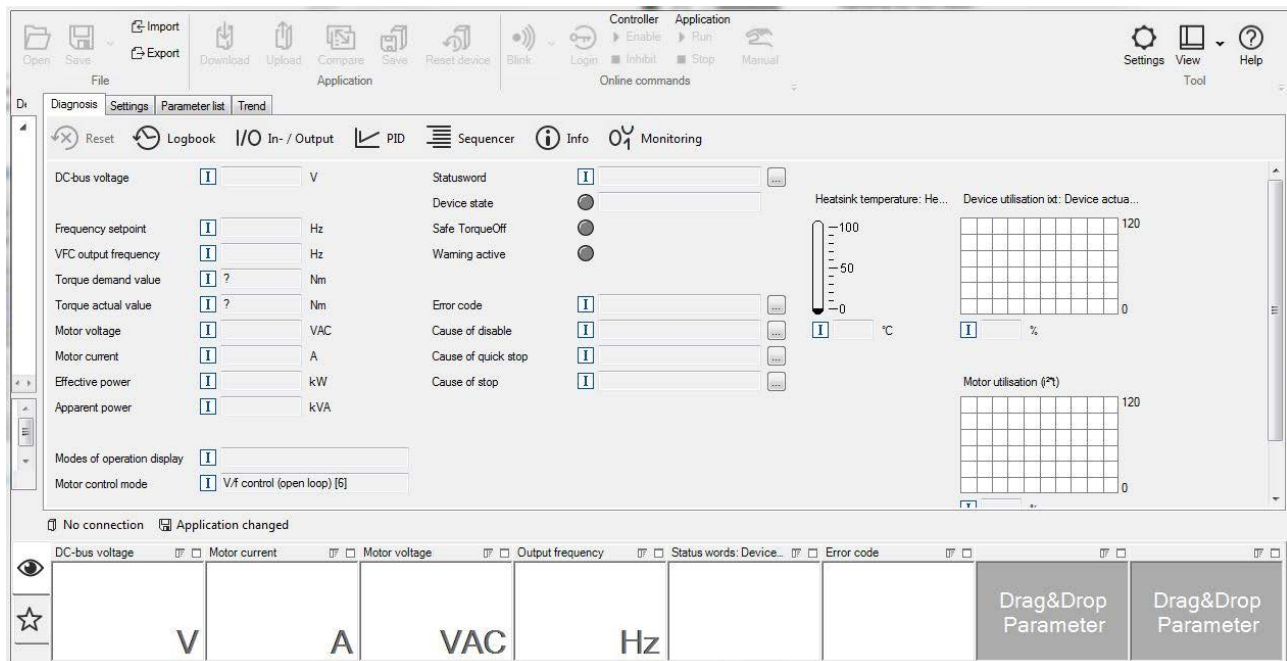 Open
Save
Import
Export
File
Download
Upload
Compare
Save
Reset device
Application
Blink
Login
Controller
Enable
Inhibit
Application
Run
Stop
Manual
Online commands
Settings
View
Help
Tool
Diagnosis Settings Parameter list Trend
Reset Logbook I/O In- / Output PID Sequencer Info Monitoring
DC-bus voltage I V
Frequency setpoint I Hz
VFC output frequency I Hz
Torque demand value I ? Nm
Torque actual value I ? Nm
Motor voltage I VAC
Motor current I A
Effective power I kW
Apparent power I kVA
Modes of operation display I
Motor control mode I V/f control (open loop) [6]
Statusword I ...
Device state
Safe TorqueOff
Warning active
Error code I ...
Cause of disable I ...
Cause of quick stop I ...
Cause of stop I ...
Heatsink temperature: He...
100
50
0
I °C
Device utilisation ixt: Device actua...
120
0
I %
Motor utilisation (i²t)
120
0
No connection Application changed
DC-bus voltage
V
Motor current
A
Motor voltage
VAC
Output frequency
Hz
Status words: Device...
Error code
Drag&Drop
Parameter
Drag&Drop
Parameter